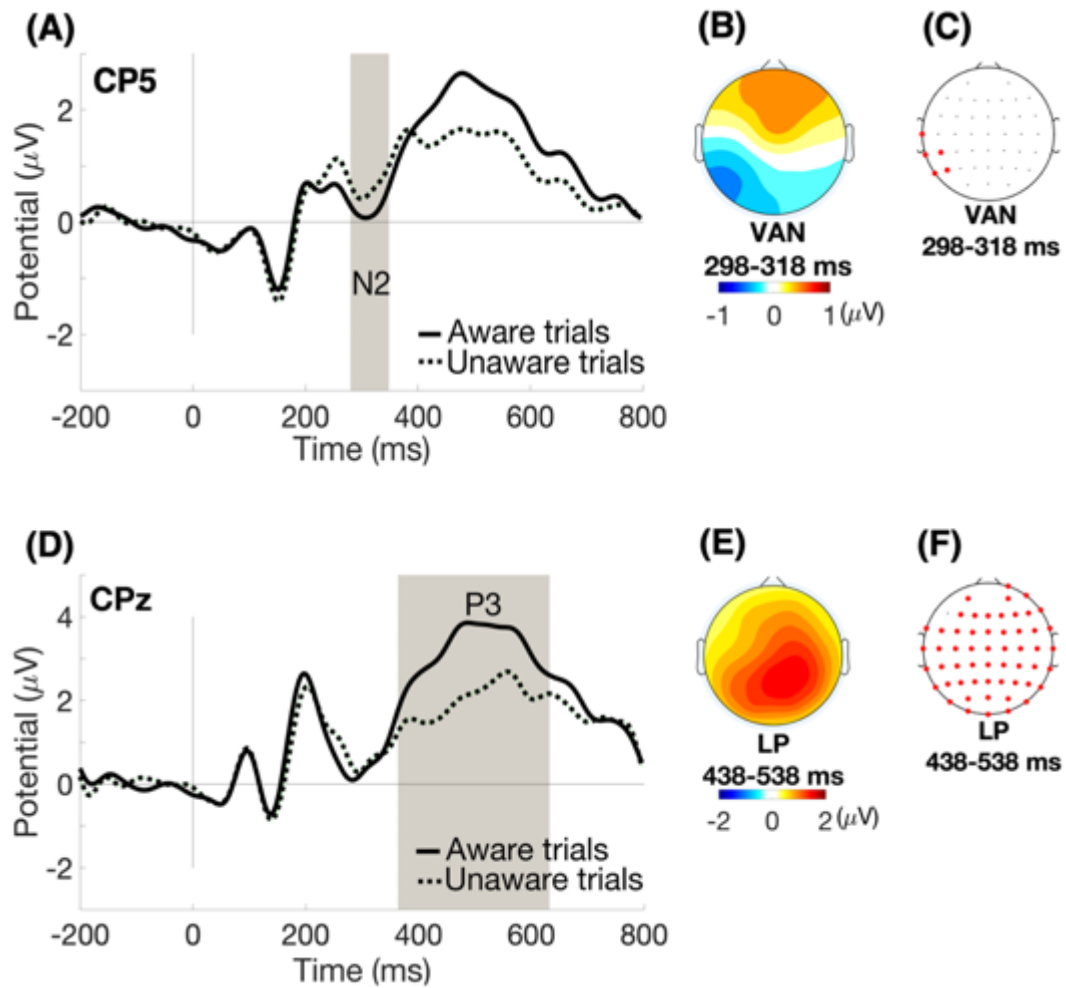 (A)
CP5
2
0
-2
Potential (μV)
N2
Aware trials
Unaware trials
-200 0 200 400 600 800
Time (ms)
(B)
VAN
298-318 ms
-1 0 1 (μV)
(C)
VAN
298-318 ms
(D)
CPz
4
2
0
-2
Potential (μV)
P3
Aware trials
Unaware trials
-200 0 200 400 600 800
Time (ms)
(E)
LP
438-538 ms
-2 0 2 (μV)
(F)
LP
438-538 ms